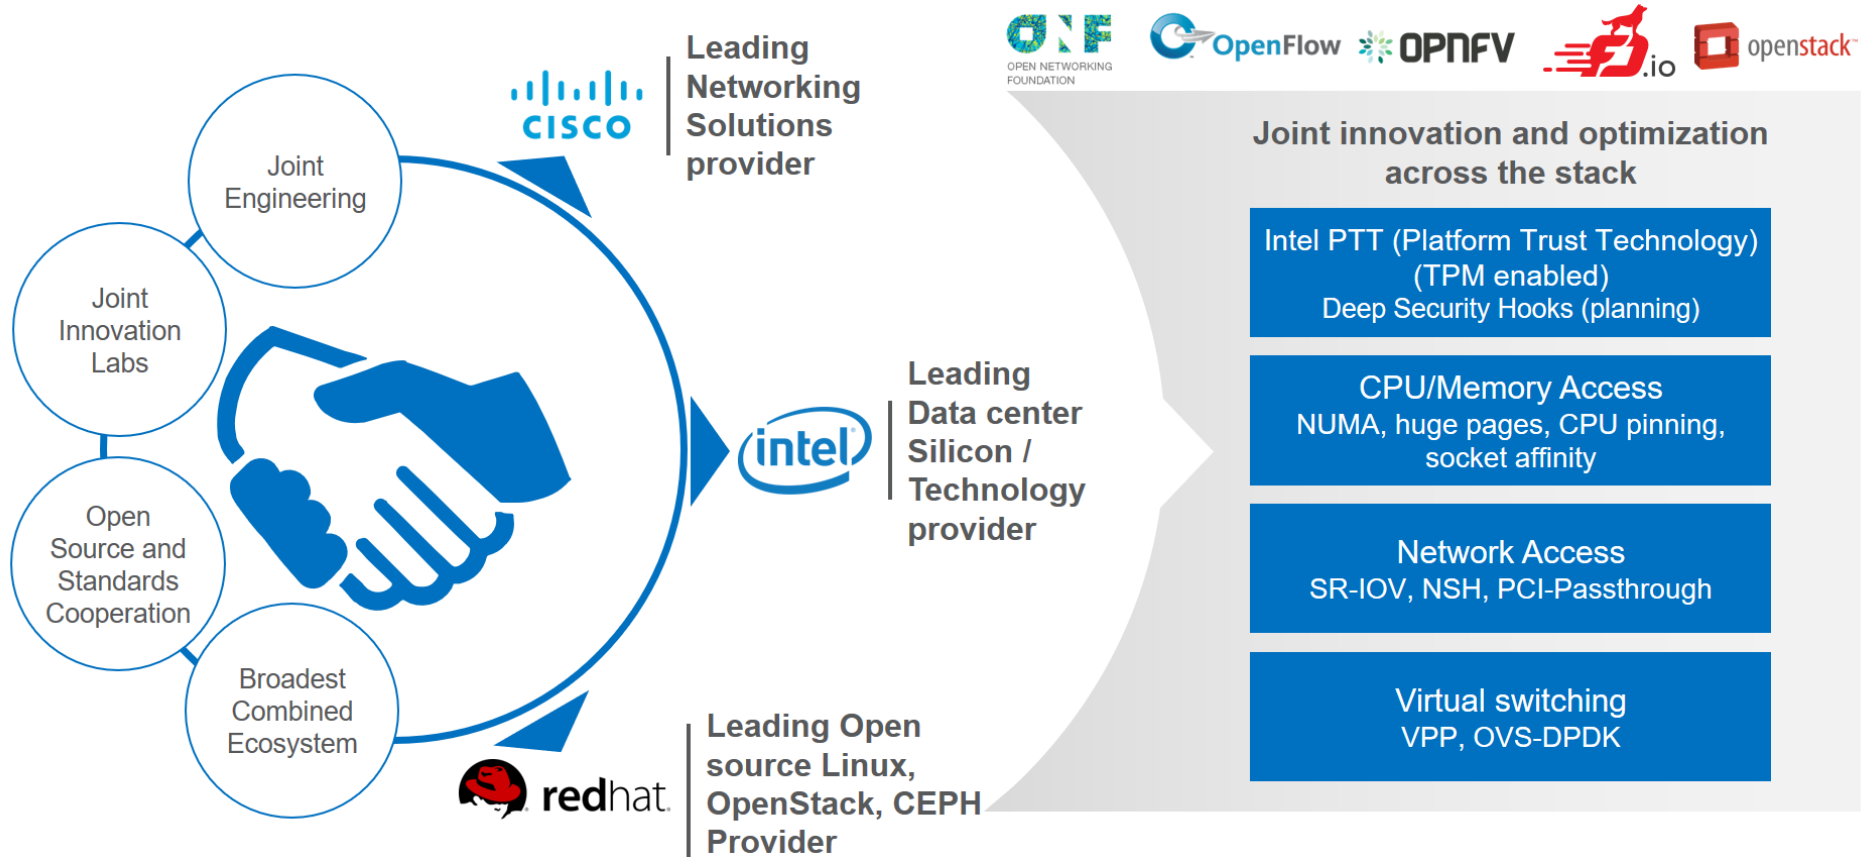 Joint
Engineering
Joint
Innovation
Labs
Open
Source and
Standards
Cooperation
Broadest
Combined
Ecosystem
CISCO
Leading
Networking
Solutions
provider
intel
Leading
Data center
Silicon /
Technology
provider
redhat.
Leading Open
source Linux,
OpenStack, CEPH
Provider
ONF
OPEN NETWORKING
FOUNDATION
OpenFlow
OPNFV
FD.io
openstack™
Joint innovation and optimization
across the stack
Intel PTT (Platform Trust Technology)
(TPM enabled)
Deep Security Hooks (planning)
CPU/Memory Access
NUMA, huge pages, CPU pinning,
socket affinity
Network Access
SR-IOV, NSH, PCI-Passthrough
Virtual switching
VPP, OVS-DPDK